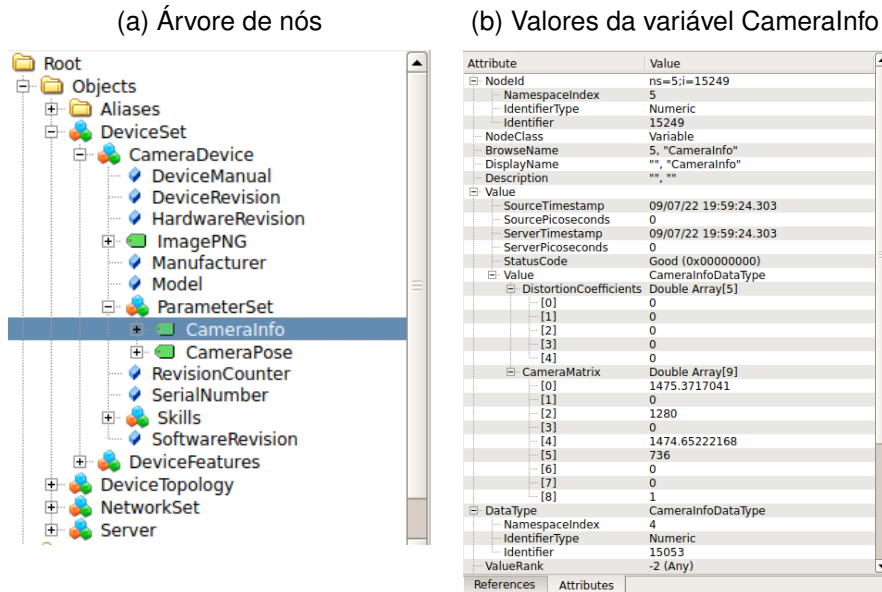 (a) Árvore de nós
Root
Objects
Aliases
DeviceSet
CameraDevice
DeviceManual
DeviceRevision
HardwareRevision
ImagePNG
Manufacturer
Model
ParameterSet
CameraInfo
CameraPose
RevisionCounter
SerialNumber
Skills
SoftwareRevision
DeviceFeatures
DeviceTopology
NetworkSet
Server
(b) Valores da variável CameraInfo
Attribute Value
NodeId ns=5;i=15249
NamespaceIndex 5
IdentifierType Numeric
Identifier 15249
NodeClass Variable
BrowseName 5, "CameraInfo"
DisplayName "", "CameraInfo"
Description "", ""
Value
SourceTimestamp 09/07/22 19:59:24.303
SourcePicoseconds 0
ServerTimestamp 09/07/22 19:59:24.303
ServerPicoseconds 0
StatusCode Good (0x00000000)
Value CameraInfoDataType
DistortionCoefficients Double Array[5]
[0] 0
[1] 0
[2] 0
[3] 0
[4] 0
CameraMatrix Double Array[9]
[0] 1475.3717041
[1] 0
[2] 1280
[3] 0
[4] 1474.65222168
[5] 736
[6] 0
[7] 0
[8] 1
DataType CameraInfoDataType
NamespaceIndex 4
IdentifierType Numeric
Identifier 15053
ValueRank -2 (Any)
References Attributes